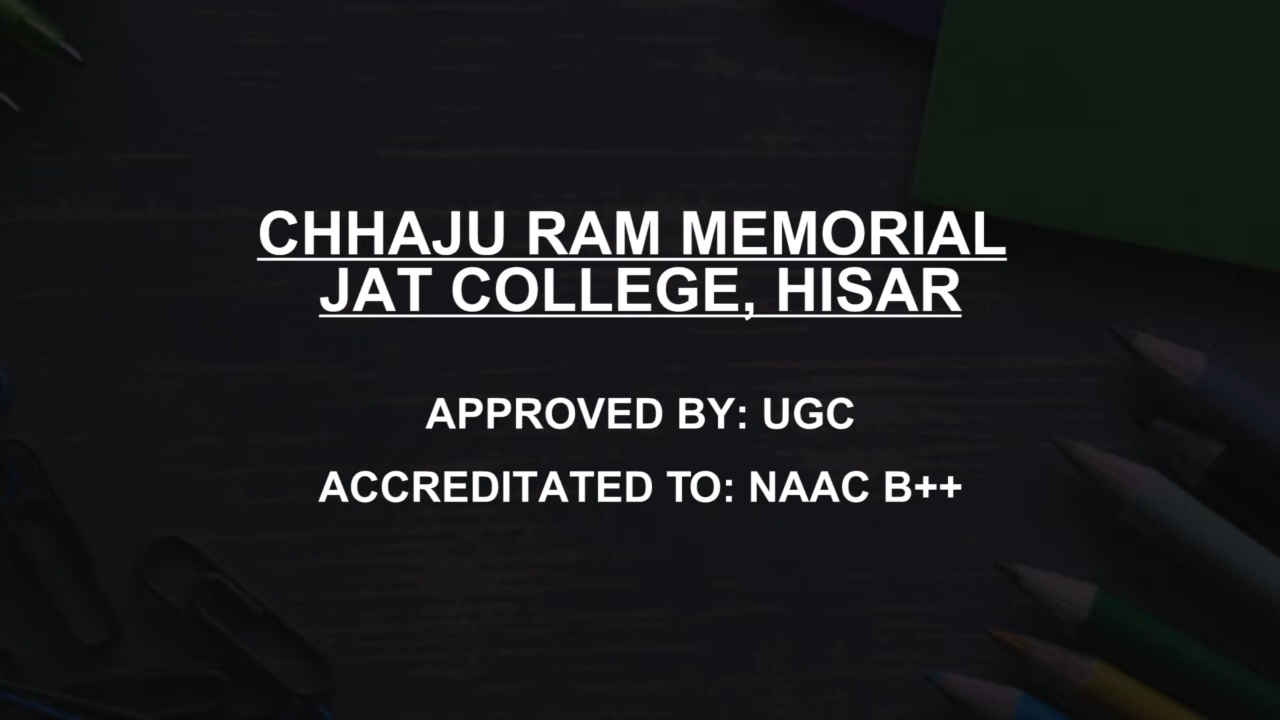 CHHAJU RAM MEMORIAL
JAT COLLEGE, HISAR
APPROVED BY: UGC
ACCREDITATED TO: NAAC B++